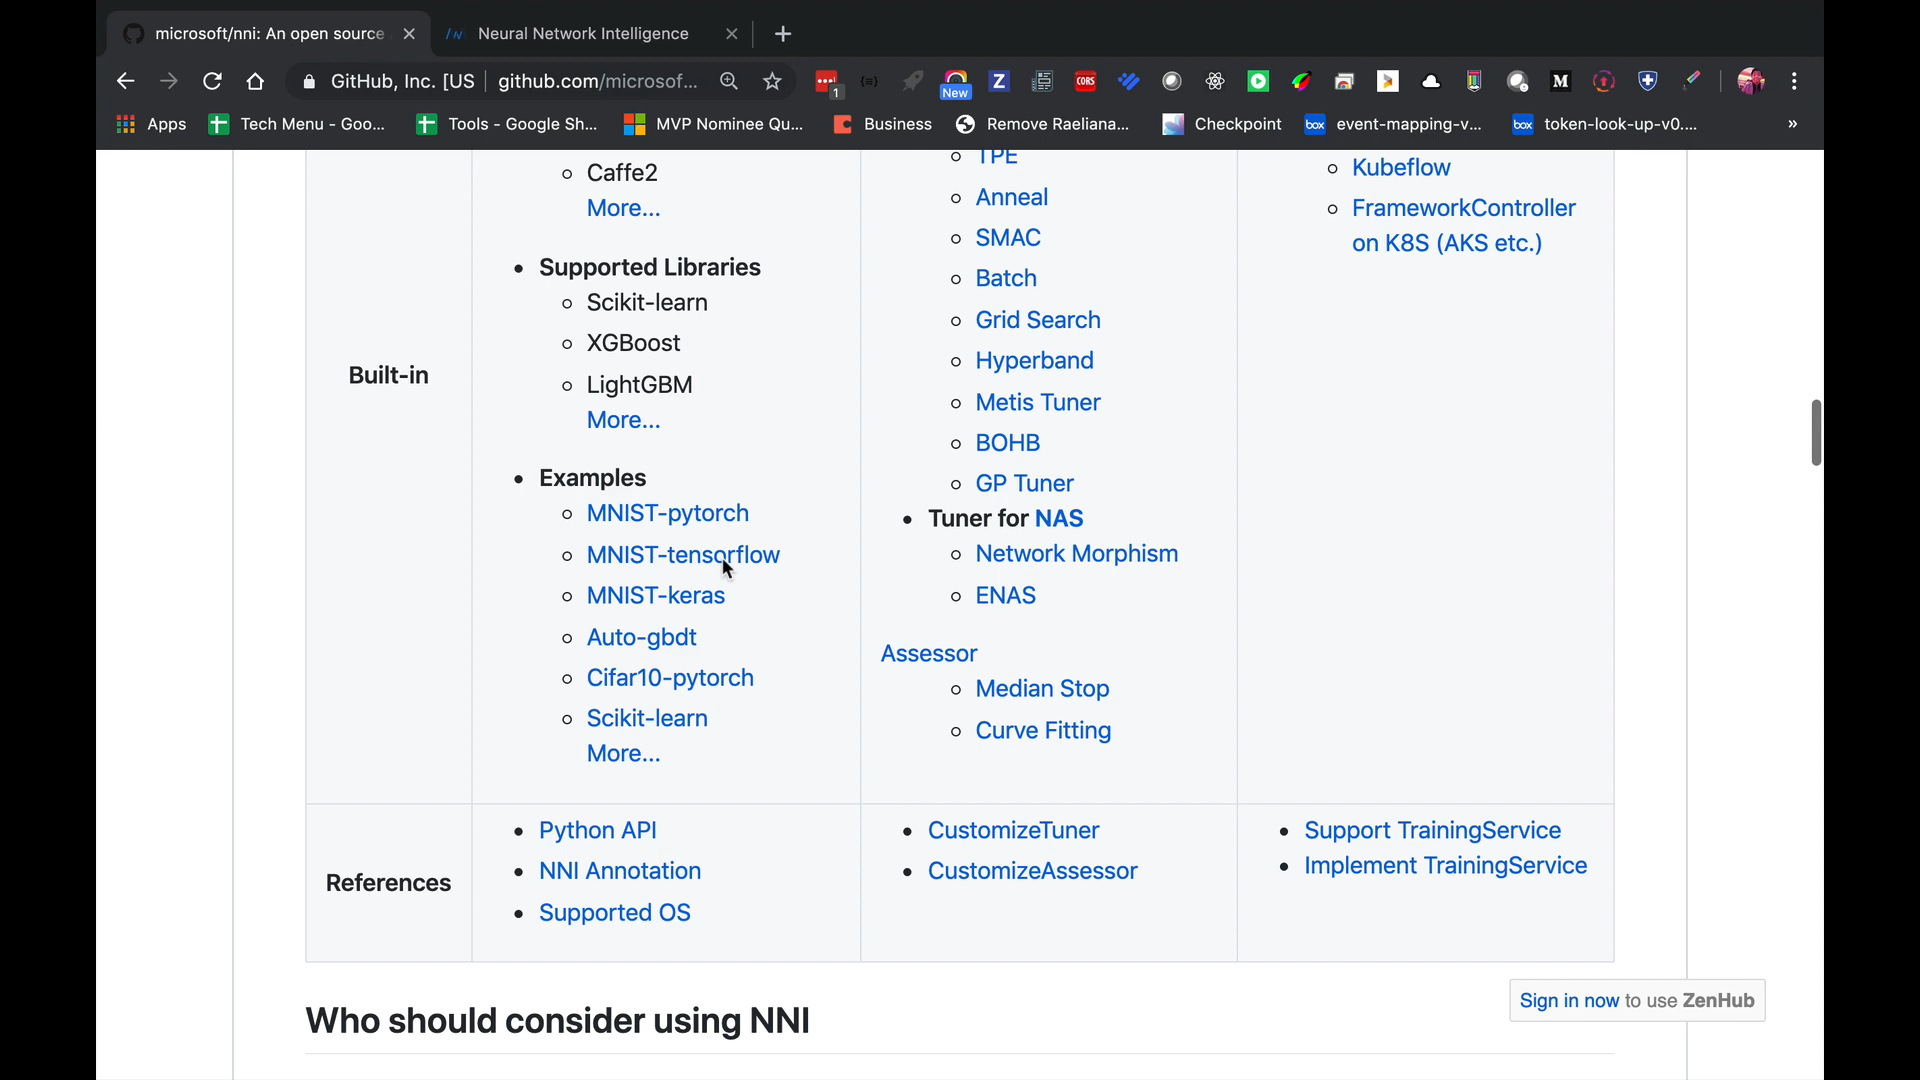 microsoft/nni: An open source
Neural Network Intelligence
GitHub, Inc. [US
github.com/microsof...
1
New
CORS
Z
M
Apps
Tech Menu - Goo...
Tools - Google Sh...
MVP Nominee Qu...
Business
Remove Raeliana...
Checkpoint
box
event-mapping-v...
box
token-look-up-v0....
»
Built-in
Caffe2
More...
Supported Libraries
Scikit-learn
XGBoost
LightGBM
More...
Examples
MNIST-pytorch
MNIST-tensorflow
MNIST-keras
Auto-gbdt
Cifar10-pytorch
Scikit-learn
More...
TPE
Anneal
SMAC
Batch
Grid Search
Hyperband
Metis Tuner
BOHB
GP Tuner
Tuner for NAS
Network Morphism
ENAS
Assessor
Median Stop
Curve Fitting
Kubeflow
FrameworkController
on K8S (AKS etc.)
References
Python API
NNI Annotation
Supported OS
CustomizeTuner
CustomizeAssessor
Support TrainingService
Implement TrainingService
Who should consider using NNI
Sign in now to use ZenHub